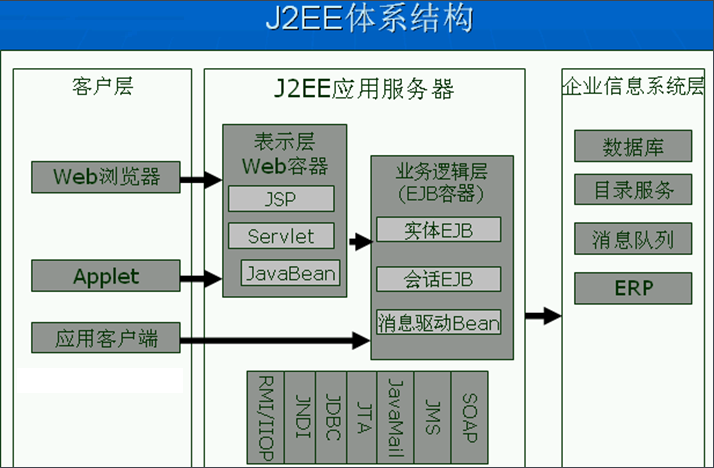 J2EE体系结构
客户层
Web浏览器
Applet
应用客户端
J2EE应用服务器
表示层
Web容器
JSP
Servlet
JavaBean
业务逻辑层
(EJB容器)
实体EJB
会话EJB
消息驱动Bean
RMI/IIOP
JNDI
JDBC
JTA
JavaMail
JMS
SOAP
企业信息系统层
数据库
目录服务
消息队列
ERP